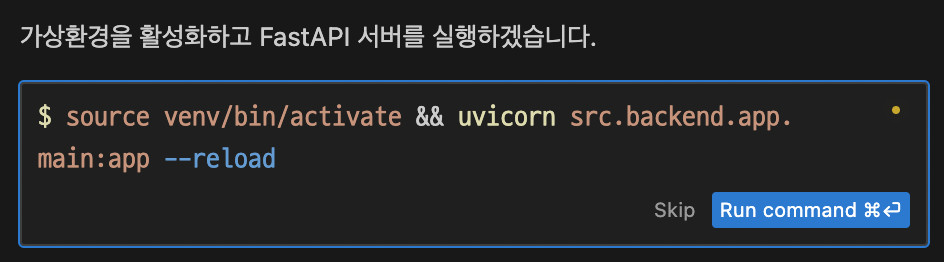 가상환경을 활성화하고 FastAPI 서버를 실행하겠습니다.
$ source venv/bin/activate && uvicorn src.backend.app.
main:app --reload
Skip Run command ⌘⏎